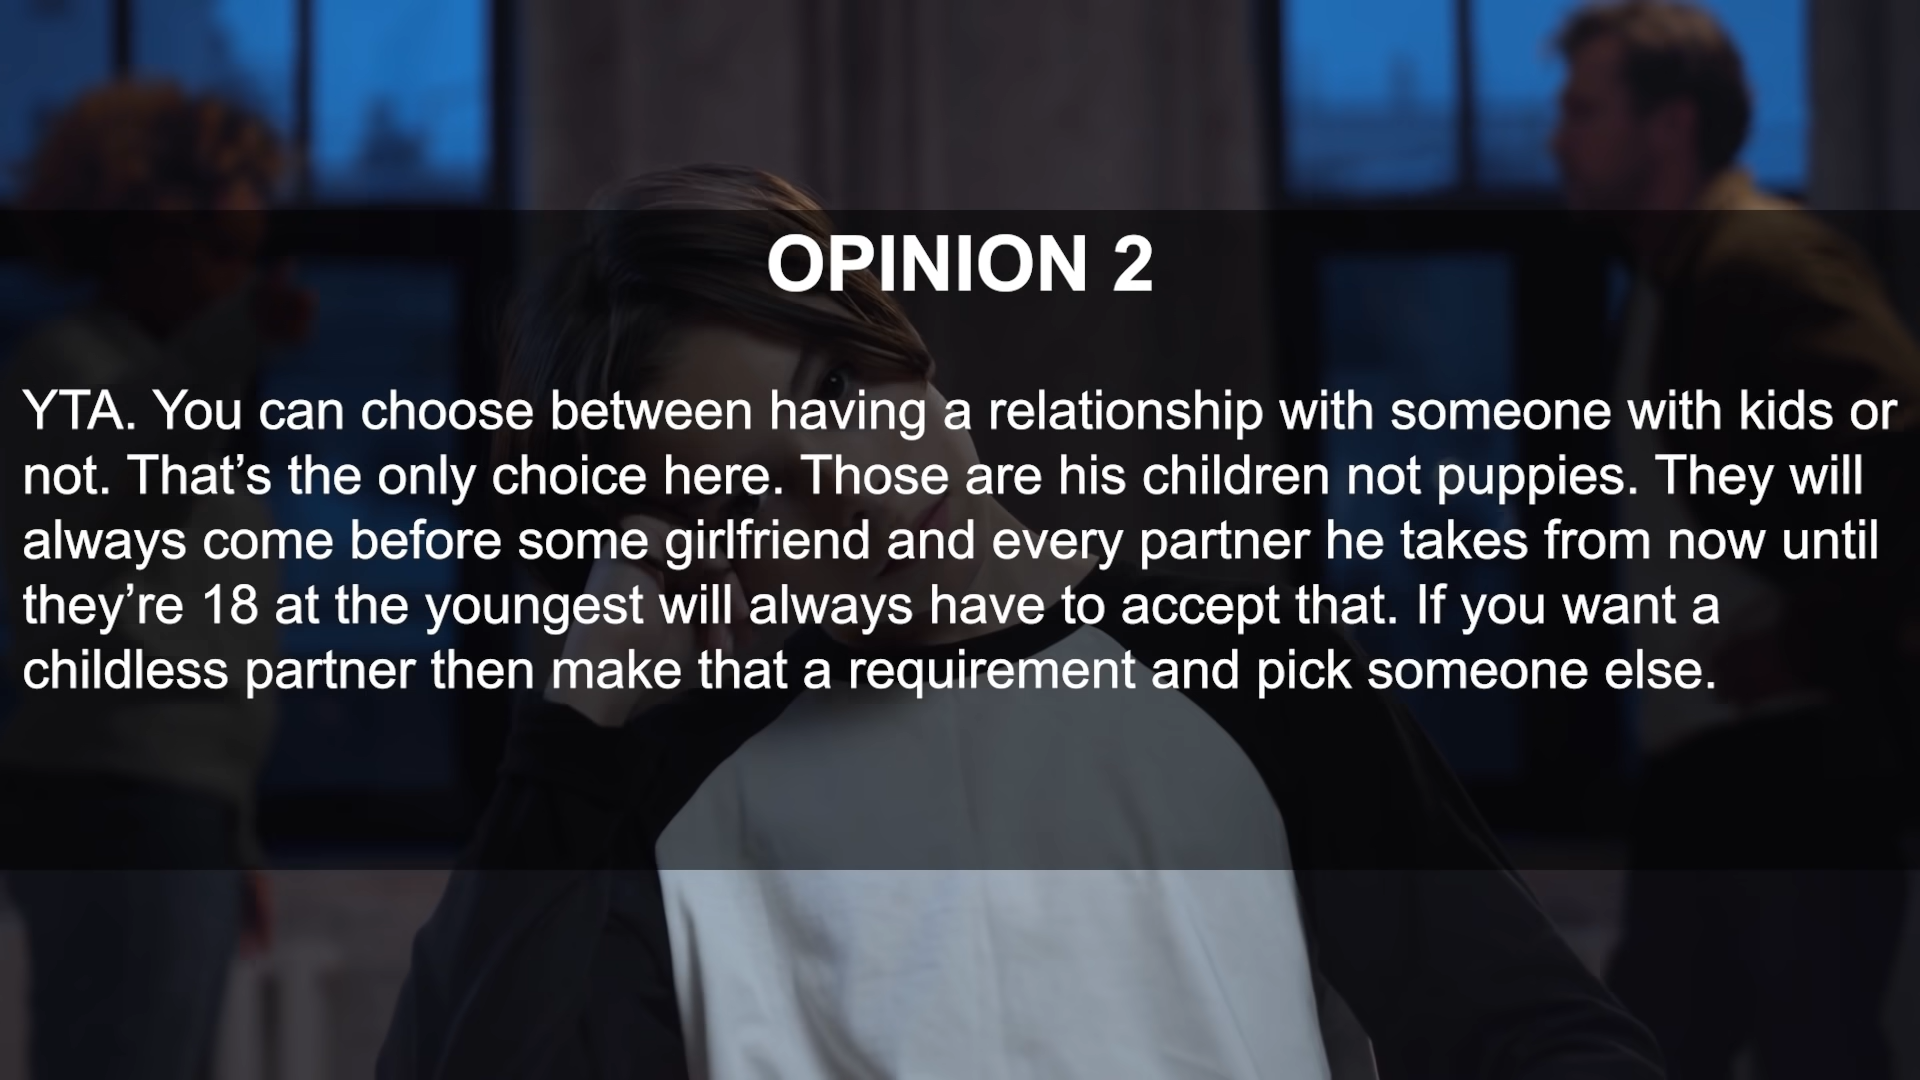 OPINION 2
YTA. You can choose between having a relationship with someone with kids or
not. That’s the only choice here. Those are his children not puppies. They will
always come before some girlfriend and every partner he takes from now until
they’re 18 at the youngest will always have to accept that. If you want a
childless partner then make that a requirement and pick someone else.